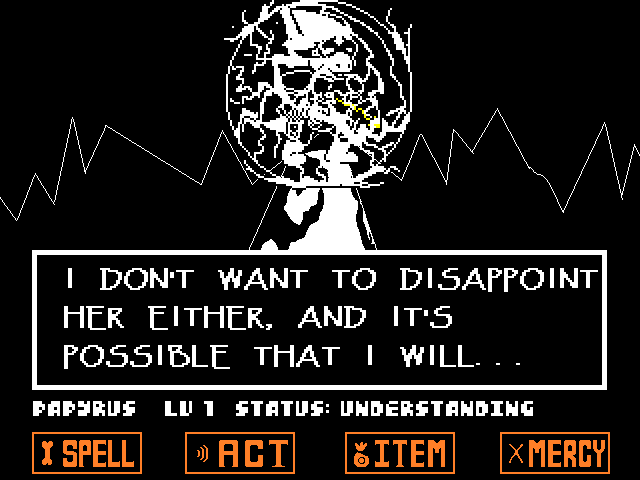 I DON'T WANT TO DISAPPOINT
HER EITHER, AND IT'S
POSSIBLE THAT I WILL...
PAPYRUS LV 1 STATUS: UNDERSTANDING
SPELL ACT ITEM MERCY